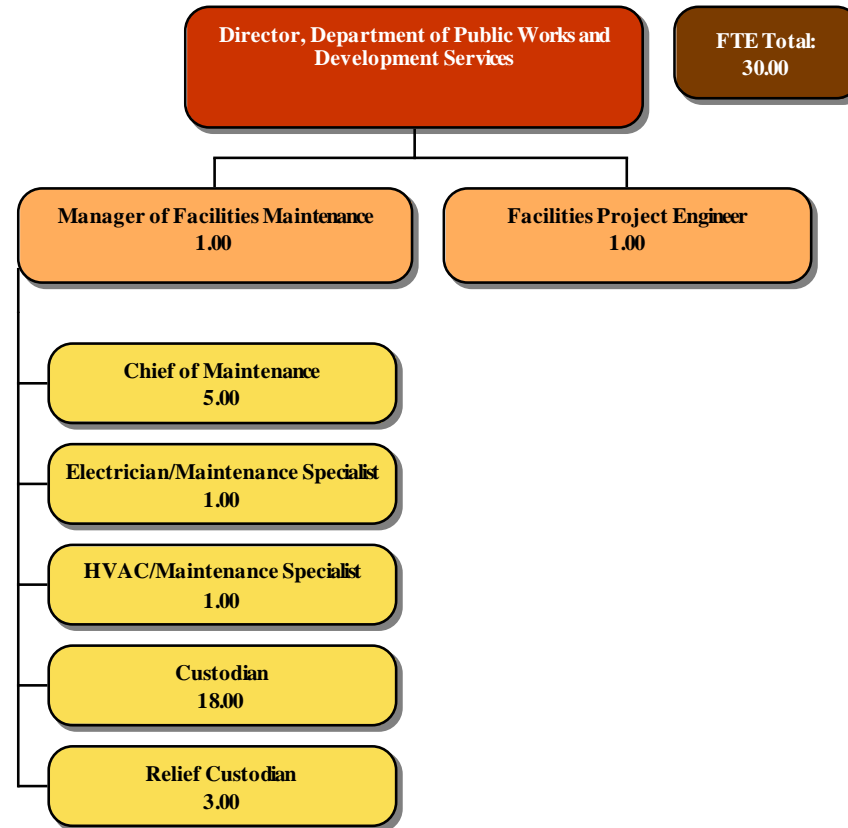 Director, Department of Public Works and
Development Services
FTE Total:
30.00
Manager of Facilities Maintenance
1.00
Facilities Project Engineer
1.00
Chief of Maintenance
5.00
Electrician/Maintenance Specialist
1.00
HVAC/Maintenance Specialist
1.00
Custodian
18.00
Relief Custodian
3.00